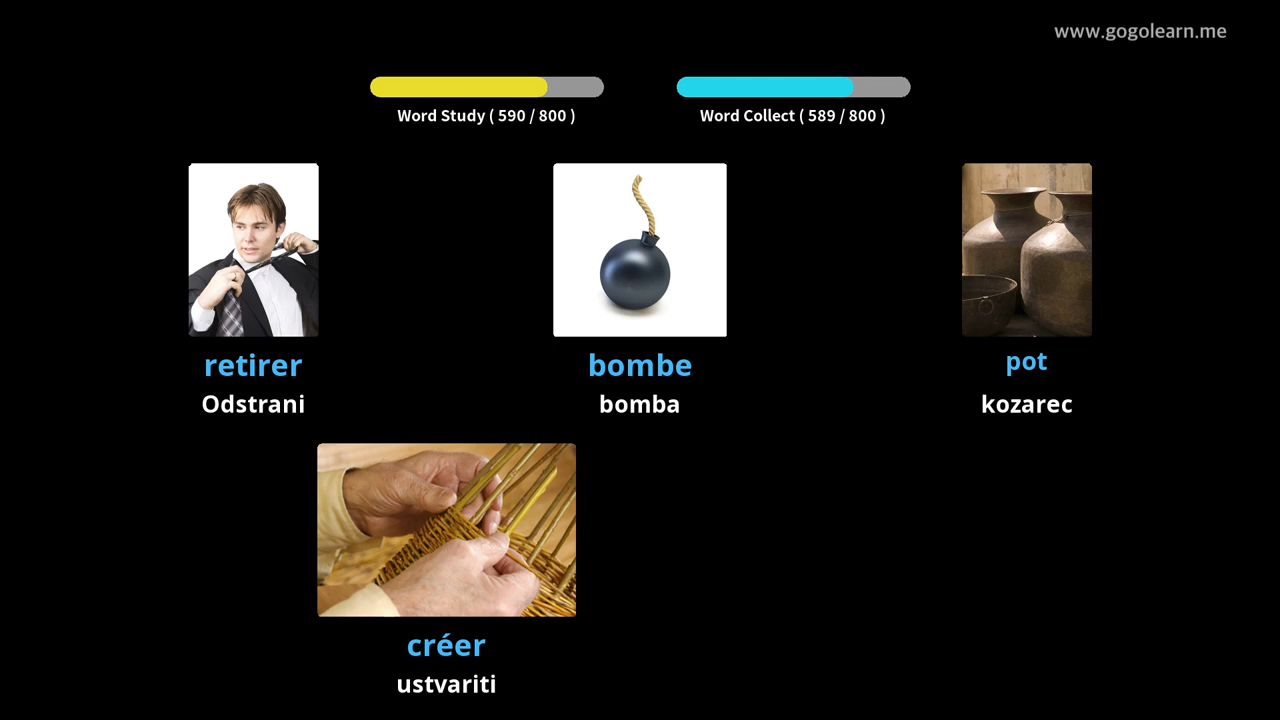 www.gogolearn.me
Word Study ( 590 / 800 )
Word Collect ( 589 / 800 )
retirer
Odstrani
bombe
bomba
pot
kozarec
créer
ustvariti